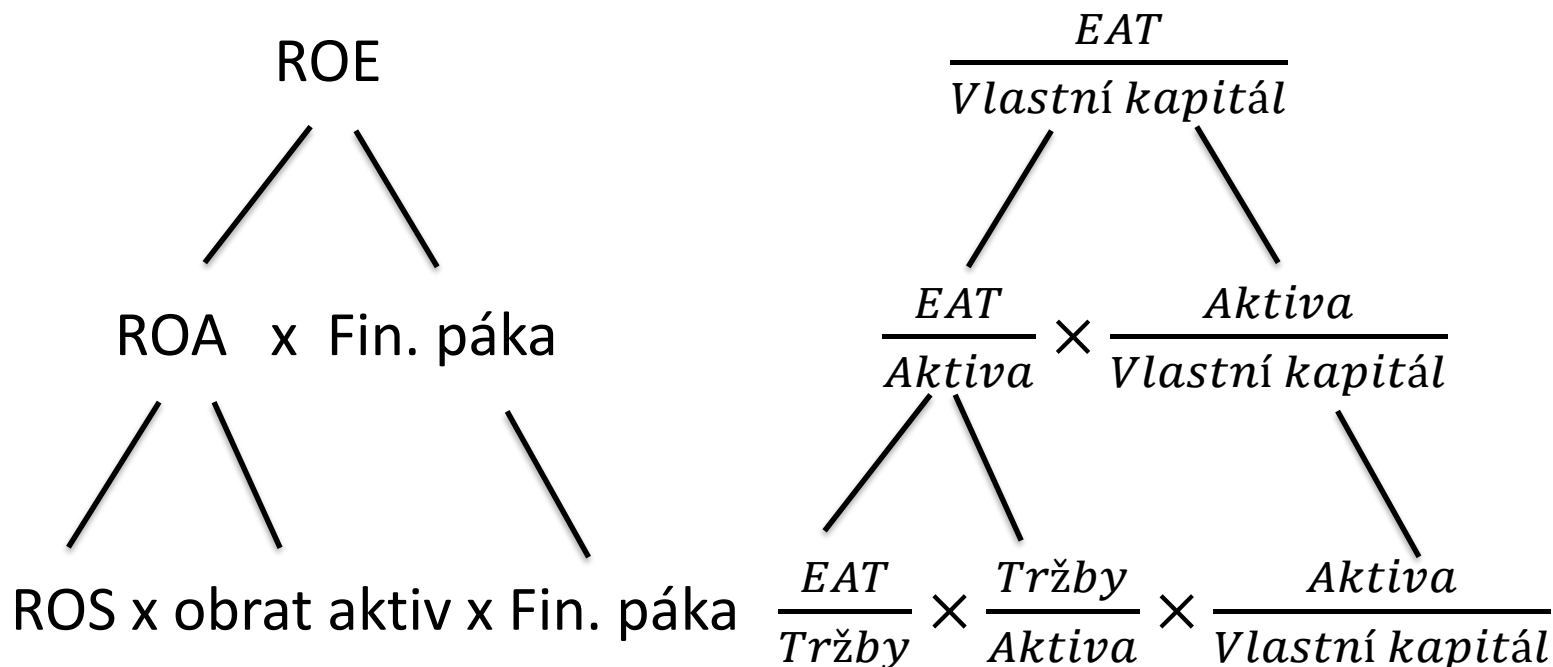 ROE
ROA x Fin. páka
ROS x obrat aktiv x Fin. páka
EAT
Vlastní kapitál
EAT × Aktiva
Aktiva Vlastní kapitál
EAT × Tržby × Aktiva
Tržby Aktiva Vlastní kapitál